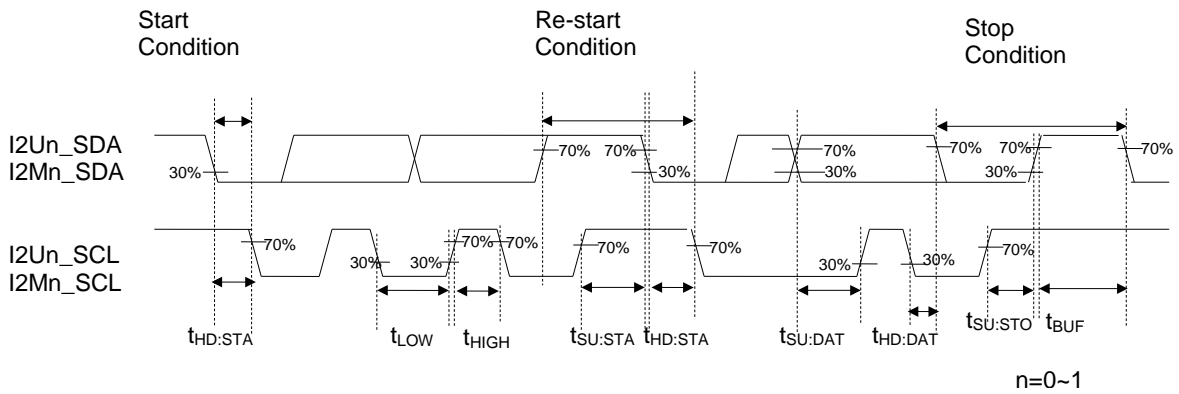 Start
Condition
Re-start
Condition
Stop
Condition
I2Un_SDA
I2Mn_SDA
30%
70%
70%
30%
70%
30%
70%
70%
30%
70%
I2Un_SCL
I2Mn_SCL
70%
30%
30%
70%
70%
70%
70%
30%
30%
70%
tHD:STA
tLOW
tHIGH
tSU:STA
tHD:STA
tSU:DAT
tHD:DAT
tSU:STO
tBUF
n=0~1